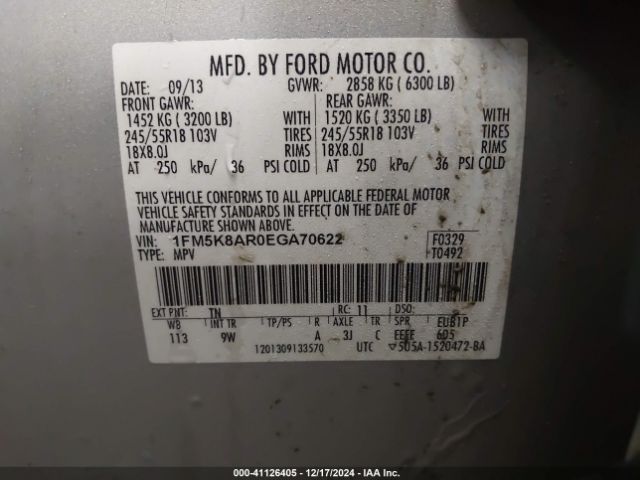 MFD. BY FORD MOTOR CO.
DATE: 09/13 GVWR: 2858 KG ( 6300 LB)
FRONT GAWR: REAR GAWR:
1452 KG ( 3200 LB) WITH 1520 KG ( 3350 LB) WITH
245/55R18 103V TIRES 245/55R18 103V TIRES
18X8.0J RIMS 18X8.0J RIMS
AT 250 kPa/ 36 PSI COLD AT 250 kPa/ 36 PSI COLD
THIS VEHICLE CONFORMS TO ALL APPLICABLE FEDERAL MOTOR
VEHICLE SAFETY STANDARDS IN EFFECT ON THE DATE OF
MANUFACTURE SHOWN ABOVE.
VIN: 1FM5K8AR0EGA70622 F0329
TYPE: MPV T0492
EXT PNT: TN RC: 11 DSO:
WB INT TR TP/PS R AXLE TR SPR EUB1P
113 9W A 3J C EEEE 605
1201309133570 UTC ▽5U5A-1520472-BA
000-41126405 - 12/17/2024 - IAA Inc.